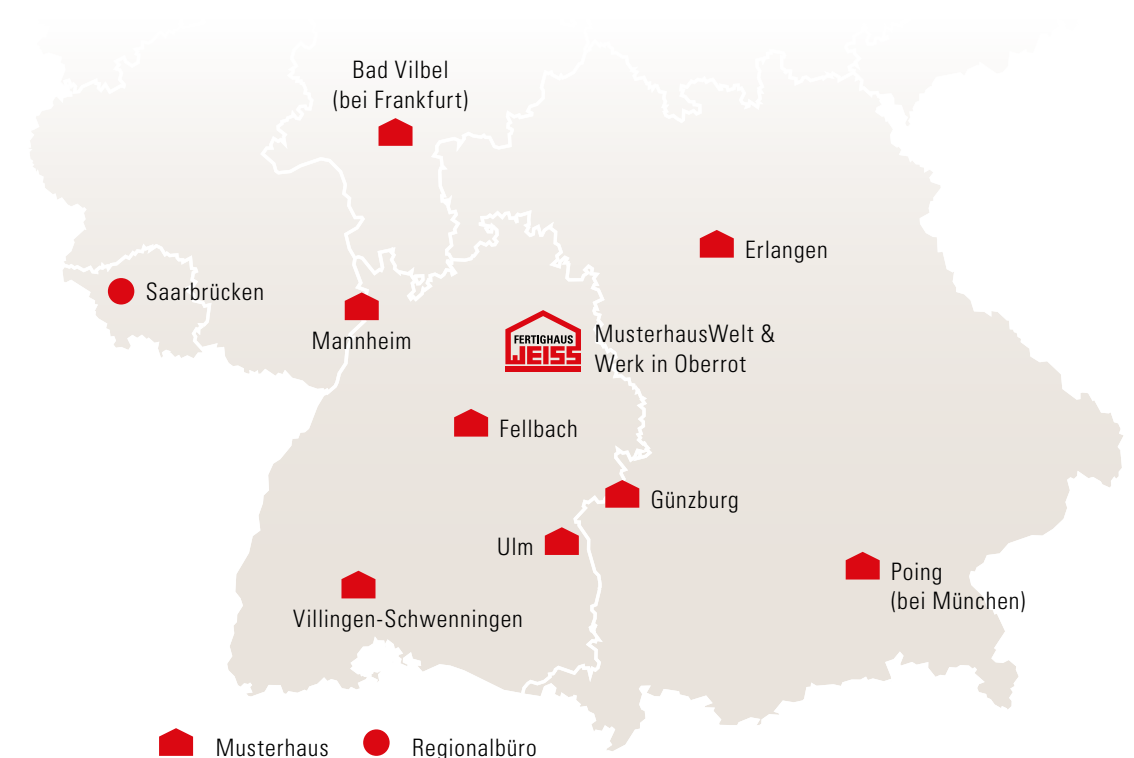 Bad Vilbel
(bei Frankfurt)
Erlangen
Saarbrücken
Mannheim
FERTIGHAUS
WEISS
MusterhausWelt &
Werk in Oberrot
Fellbach
Günzburg
Ulm
Poing
(bei München)
Villingen-Schwenningen
Musterhaus
Regionalbüro